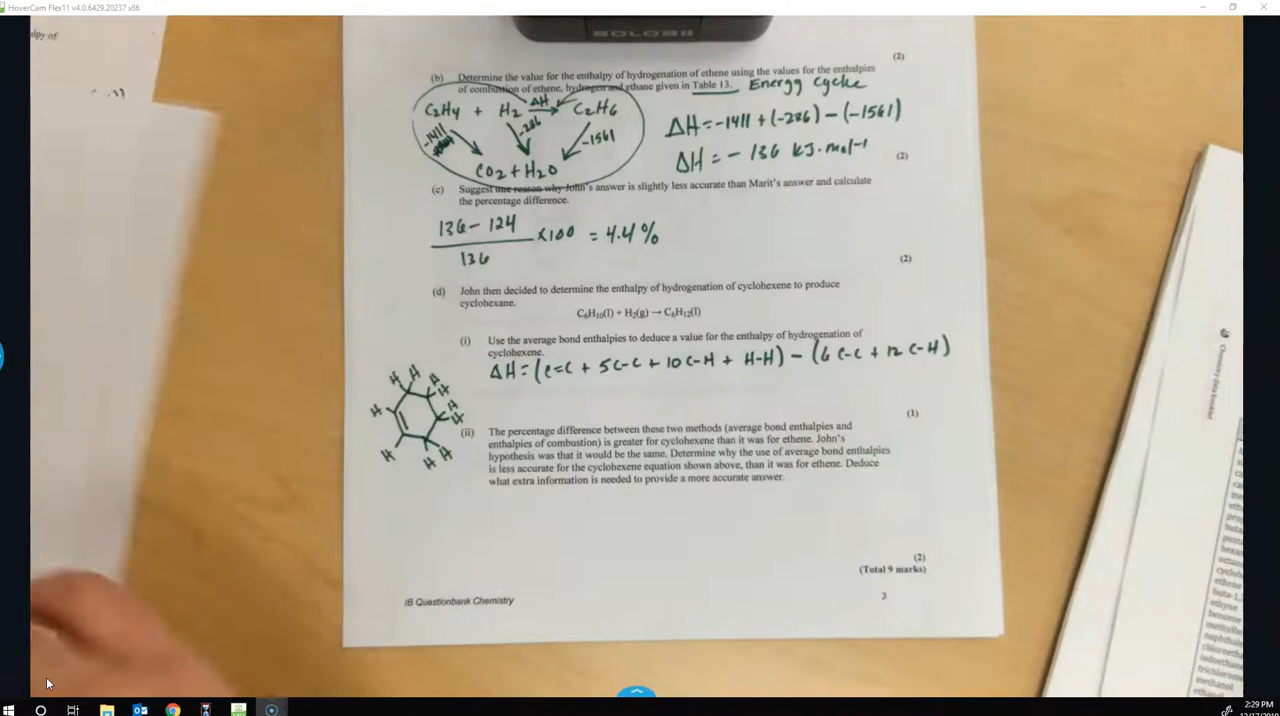 HoverCam Flex11 v4.0.6429.20237 x86
alpy of
SOLO8
(2)
(b) Determine the value for the enthalpy of hydrogenation of ethene using the values for the enthalpies
of combustion of ethene, hydrogen and ethane given in Table 13. Energy Cycle
C2H4 + H2 ΔH → C2H6
ΔH = -1411 + (-286) - (-1561)
-1411 -286 -1561
ΔH = - 136 kJ·mol-1
CO2 + H2O
(2)
(c) Suggest one reason why John's answer is slightly less accurate than Marit's answer and calculate
the percentage difference.
136 - 124
×100 = 4.4%
136
(2)
(d) John then decided to determine the enthalpy of hydrogenation of cyclohexene to produce
cyclohexane.
C6H10(l) + H2(g) → C6H12(l)
(i) Use the average bond enthalpies to deduce a value for the enthalpy of hydrogenation of
cyclohexene.
ΔH = (C=C + 5C-C + 10 C-H + H-H) - (6 C-C + 12 C-H)
H H H H
H H H
H H H
(1)
(ii) The percentage difference between these two methods (average bond enthalpies and
enthalpies of combustion) is greater for cyclohexene than it was for ethene. John's
hypothesis was that it would be the same. Determine why the use of average bond enthalpies
is less accurate for the cyclohexene equation shown above, than it was for ethene. Deduce
what extra information is needed to provide a more accurate answer.
(2)
(Total 9 marks)
IB Questionbank Chemistry 3
Chemistry data booklet
2:29 PM